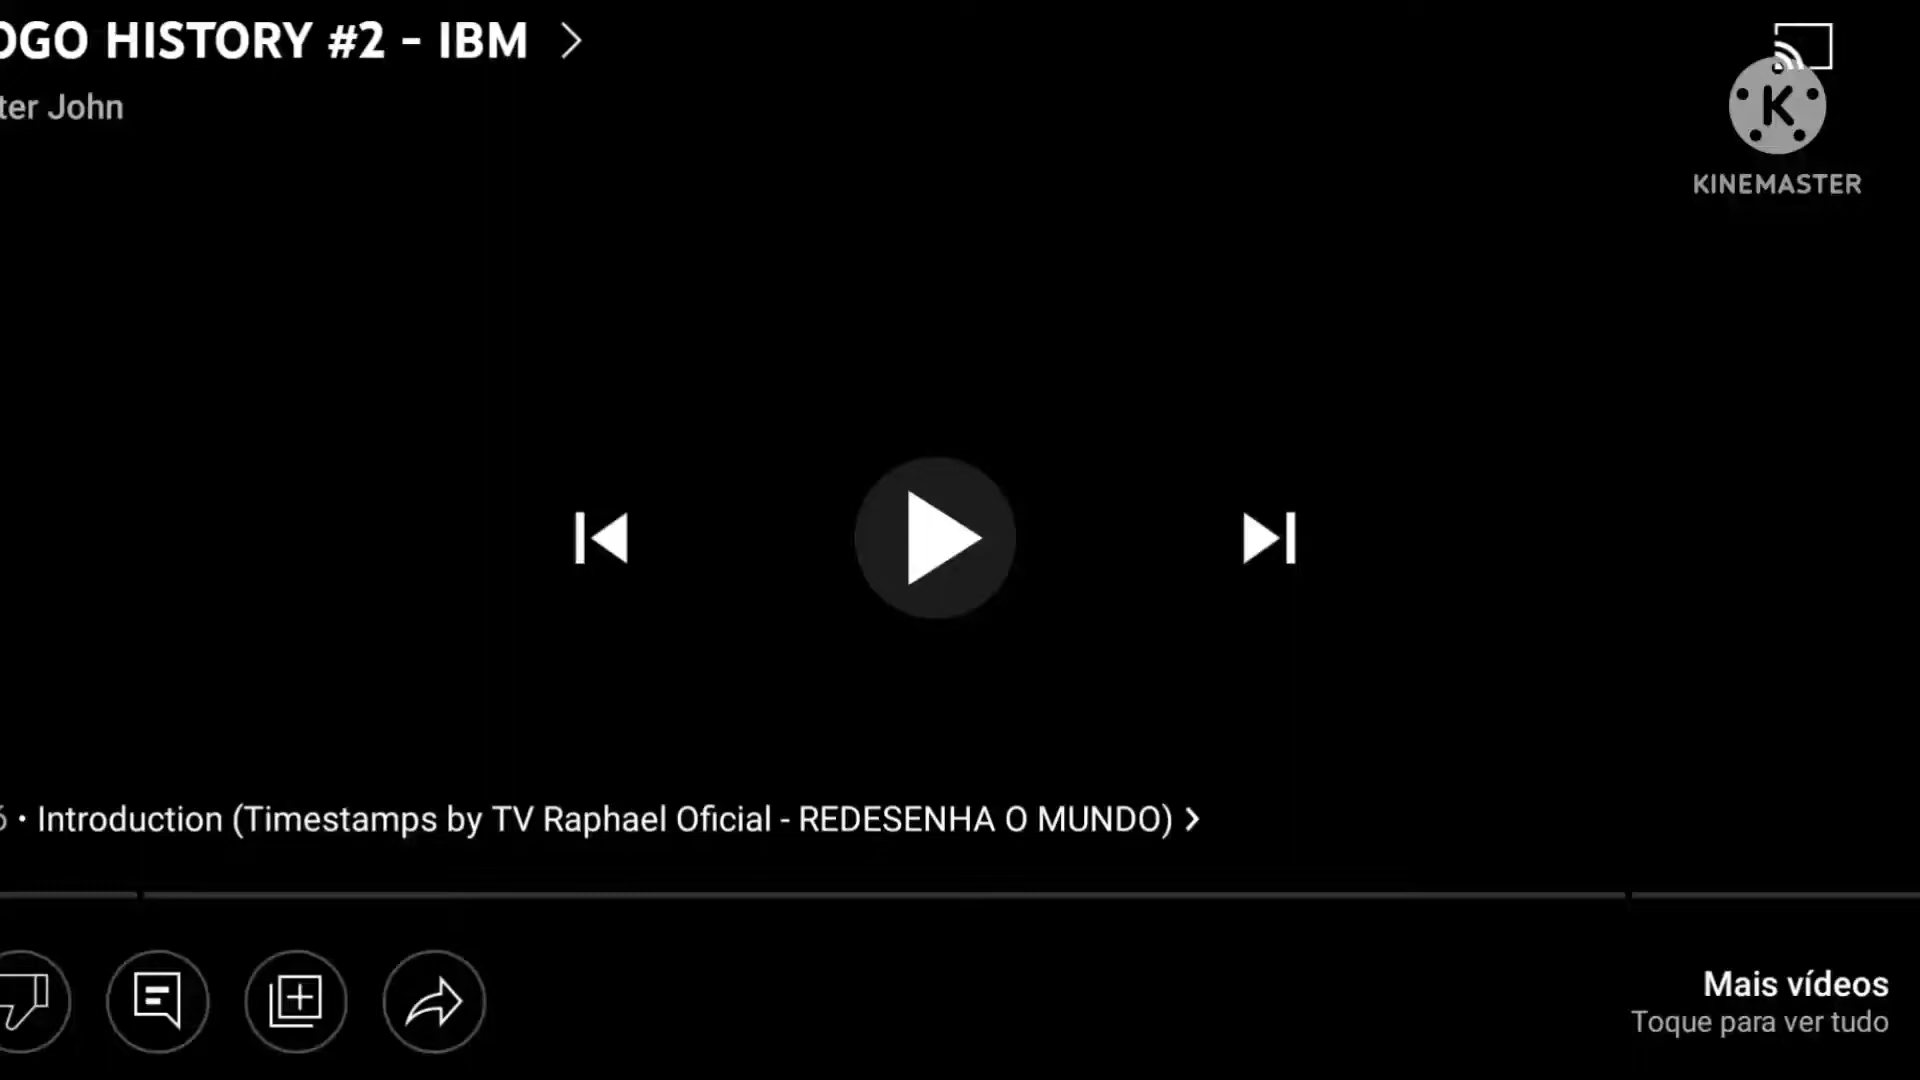 OGO HISTORY #2 - IBM
ter John
K
KINEMASTER
• Introduction (Timestamps by TV Raphael Oficial - REDESENHA O MUNDO)
Mais vídeos
Toque para ver tudo